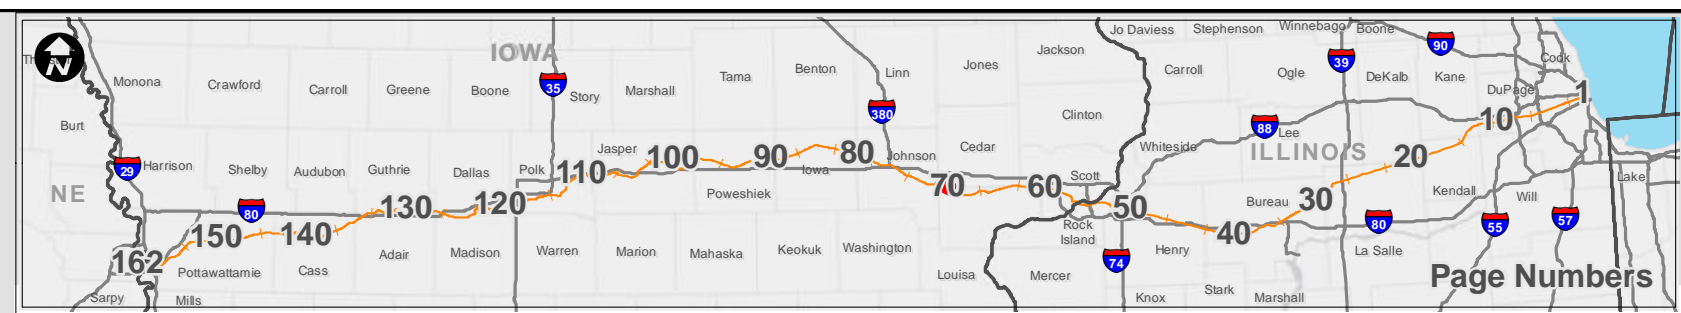 N
IOWA
ILLINOIS
NE
Jo Daviess
Stephenson
Winnebago
Boone
Jackson
Carroll
Ogle
DeKalb
Kane
Cook
DuPage
Monona
Crawford
Carroll
Greene
Boone
Story
Marshall
Tama
Benton
Linn
Jones
Clinton
Whiteside
Lee
Burt
Harrison
Shelby
Audubon
Guthrie
Dallas
Polk
Jasper
Poweshiek
Iowa
Johnson
Cedar
Scott
Rock
Island
Bureau
Kendall
Will
Lake
La Salle
Henry
Pottawattamie
Cass
Adair
Madison
Warren
Marion
Mahaska
Keokuk
Washington
Louisa
Mercer
Knox
Stark
Marshall
Sarpy
Mills
29
80
35
380
74
88
39
90
80
55
57
1
10
20
30
40
50
60
70
80
90
100
110
120
130
140
150
162
Page Numbers